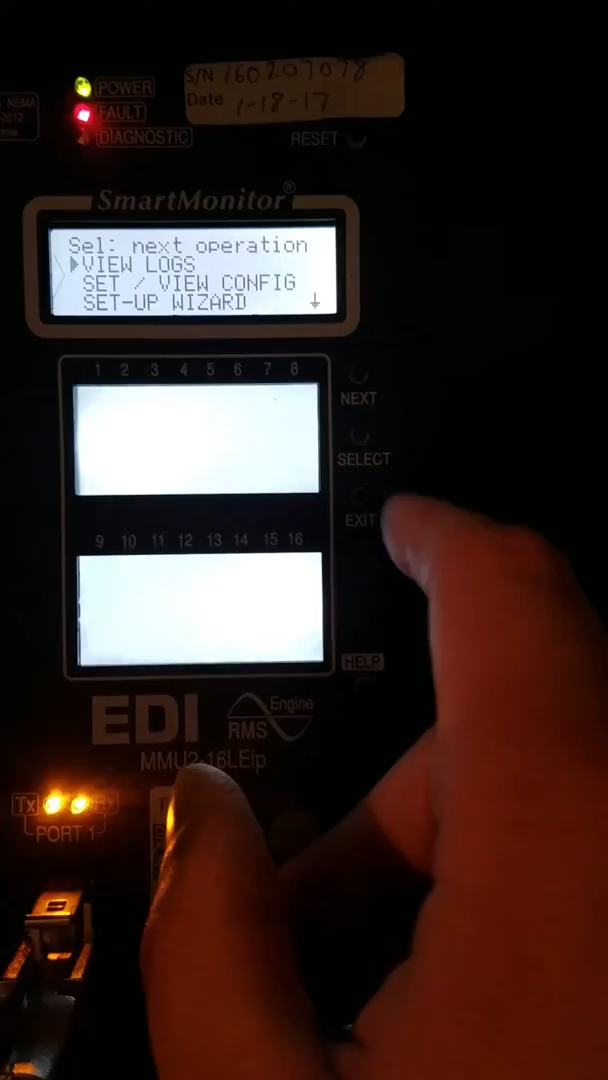 S/N 160207078
Date 1-18-17
POWER
FAULT
DIAGNOSTIC
NEMA
-2012
RESET
SmartMonitor®
Sel: next operation
VIEW LOGS
SET / VIEW CONFIG
SET-UP WIZARD
1 2 3 4 5 6 7 8
NEXT
SELECT
EXIT
9 10 11 12 13 14 15 16
HELP
EDI
RMS Engine
MMU2-16LEip
Tx Rx
PORT 1